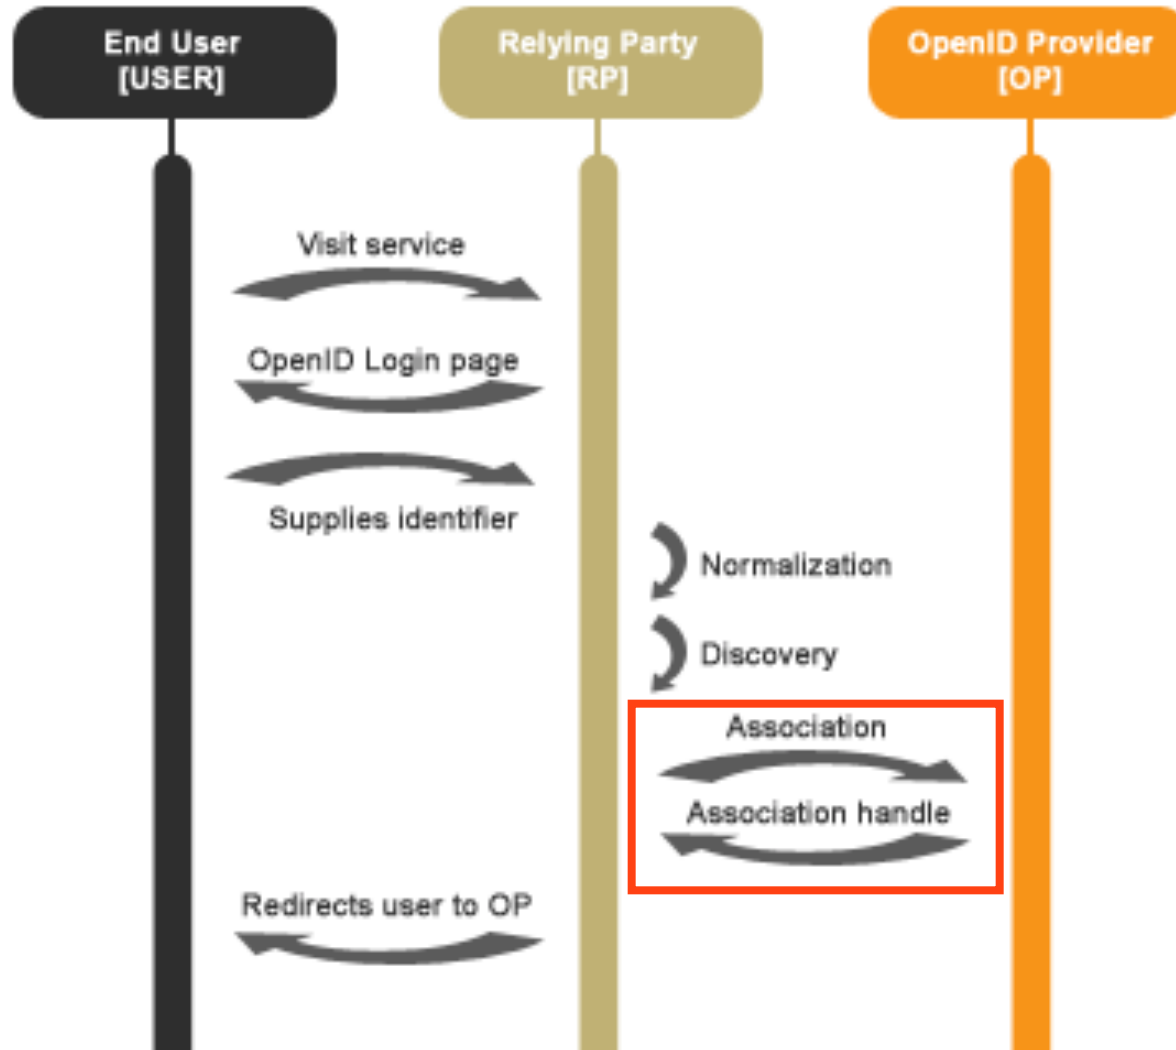 End User
[USER]
Relying Party
[RP]
OpenID Provider
[OP]
Visit service
OpenID Login page
Supplies identifier
Normalization
Discovery
Association
Association handle
Redirects user to OP